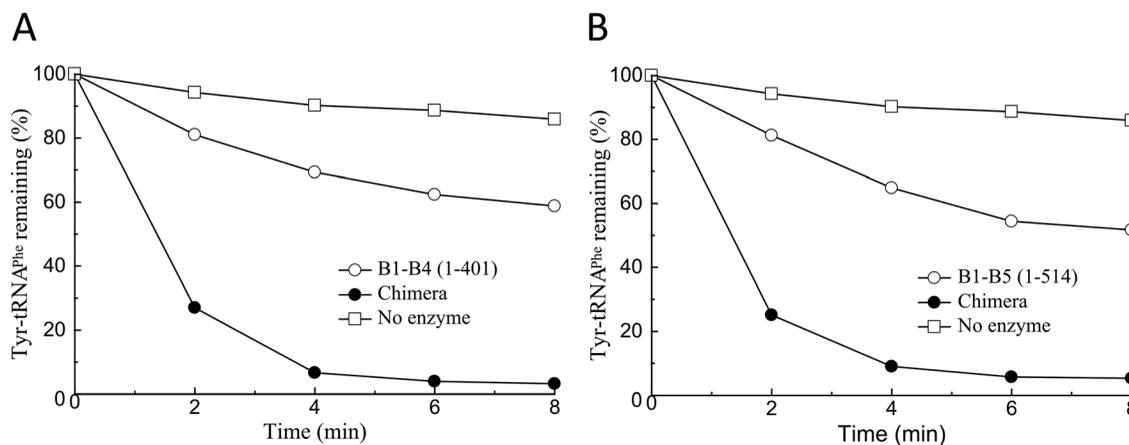 A
Tyr-tRNAPhe remaining (%)
100
80
60
40
20
0
0 2 4 6 8
Time (min)
B1-B4 (1-401)
Chimera
No enzyme
B
Tyr-tRNAPhe remaining (%)
100
80
60
40
20
0
0 2 4 6 8
Time (min)
B1-B5 (1-514)
Chimera
No enzyme